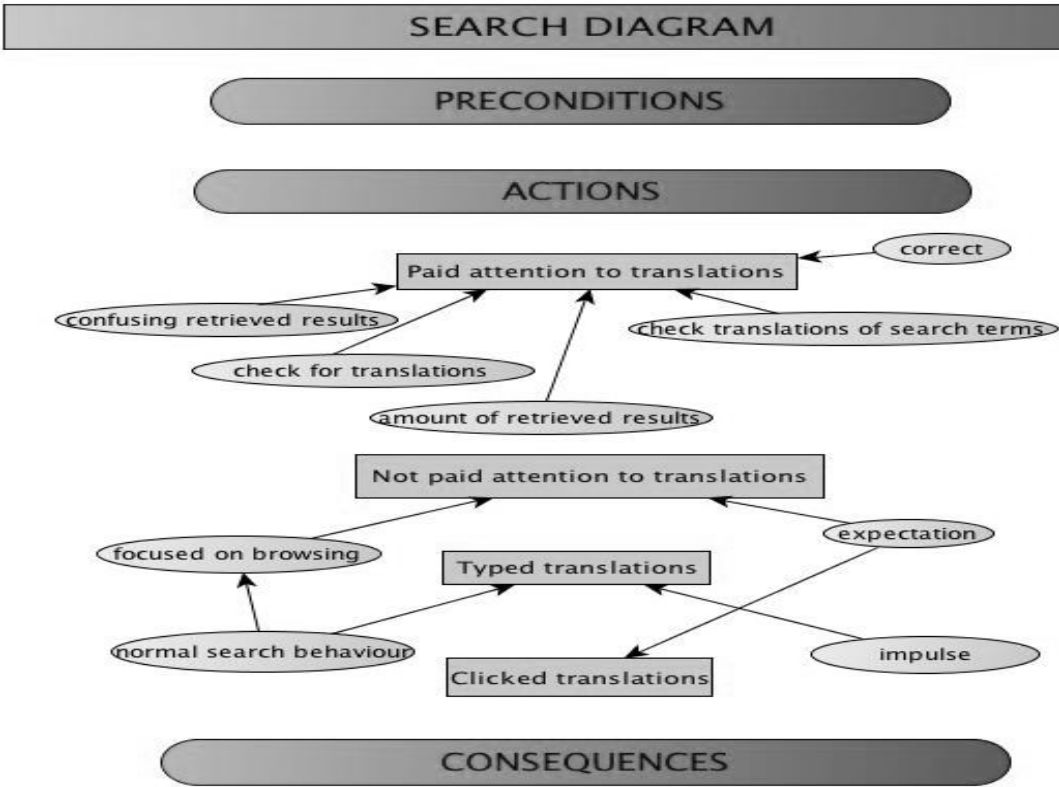 SEARCH DIAGRAM
PRECONDITIONS
ACTIONS
correct
Paid attention to translations
confusing retrieved results
check translations of search terms
check for translations
amount of retrieved results
Not paid attention to translations
expectation
focused on browsing
Typed translations
normal search behaviour
impulse
Clicked translations
CONSEQUENCES